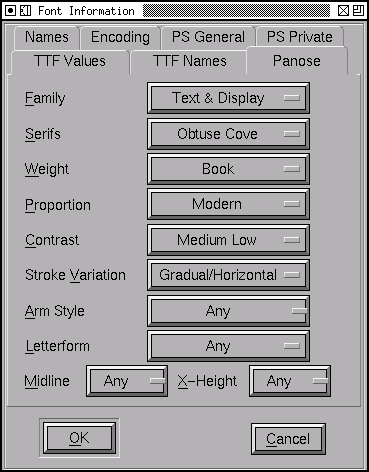 Font Information
Names Encoding PS General PS Private
TTF Values TTF Names Panose
Family Text & Display
Serifs Obtuse Cove
Weight Book
Proportion Modern
Contrast Medium Low
Stroke Variation Gradual/Horizontal
Arm Style Any
Letterform Any
Midline Any X-Height Any
OK Cancel